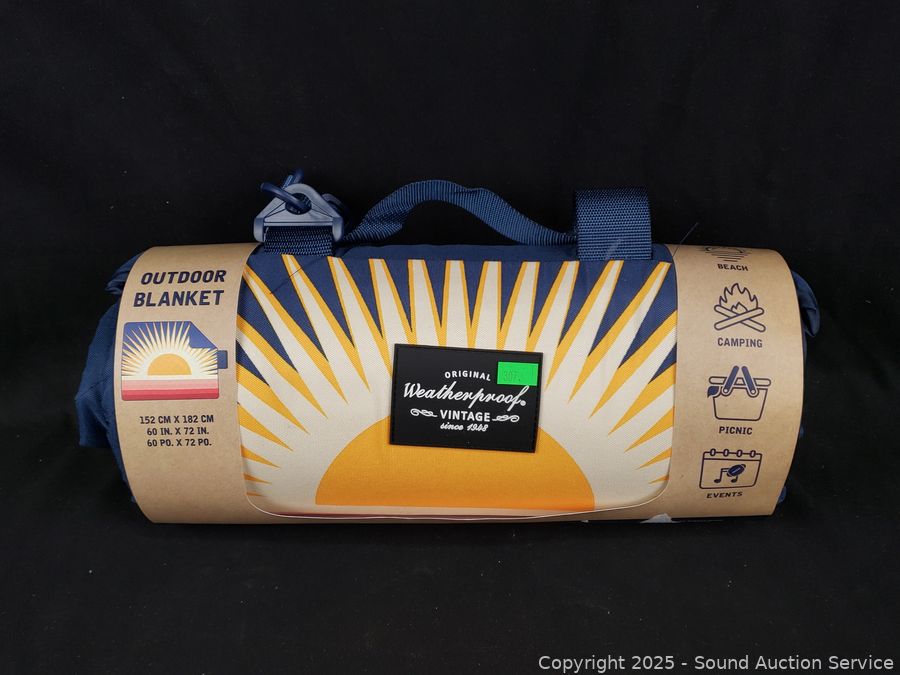 OUTDOOR
BLANKET
152 CM X 182 CM
60 IN. X 72 IN.
60 PO. X 72 PO.
ORIGINAL
Weatherproof
VINTAGE
since 1948
BEACH
CAMPING
PICNIC
EVENTS
Copyright 2025 - Sound Auction Service